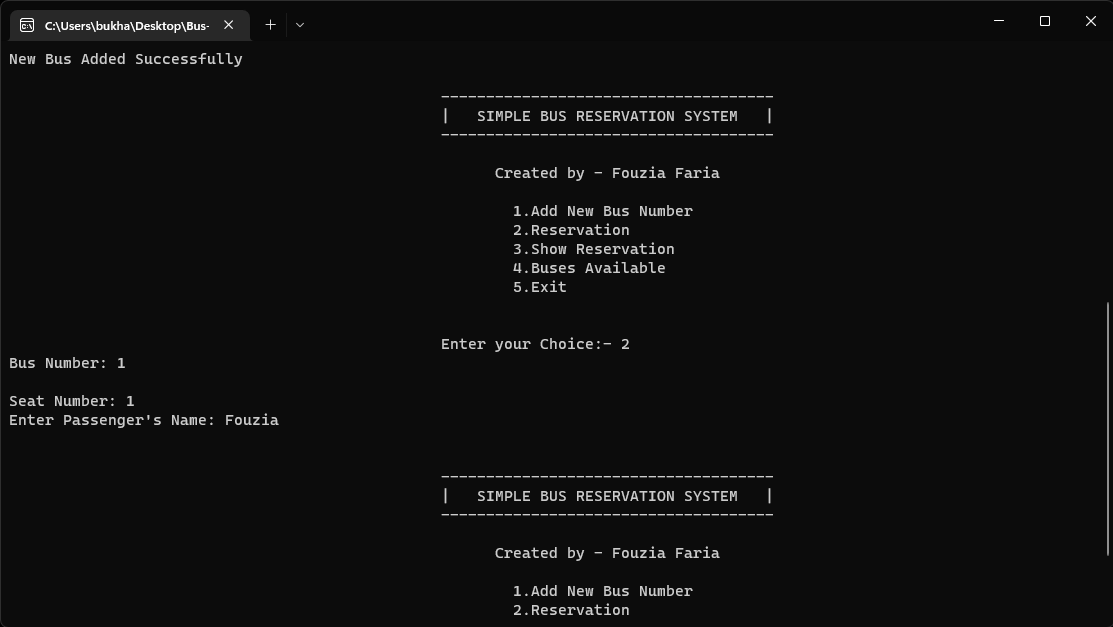 C:\Users\bukha\Desktop\Bus-
New Bus Added Successfully
-------------------------------------
|   SIMPLE BUS RESERVATION SYSTEM   |
-------------------------------------
Created by - Fouzia Faria
1.Add New Bus Number
2.Reservation
3.Show Reservation
4.Buses Available
5.Exit
Enter your Choice:- 2
Bus Number: 1
Seat Number: 1
Enter Passenger's Name: Fouzia
-------------------------------------
|   SIMPLE BUS RESERVATION SYSTEM   |
-------------------------------------
Created by - Fouzia Faria
1.Add New Bus Number
2.Reservation